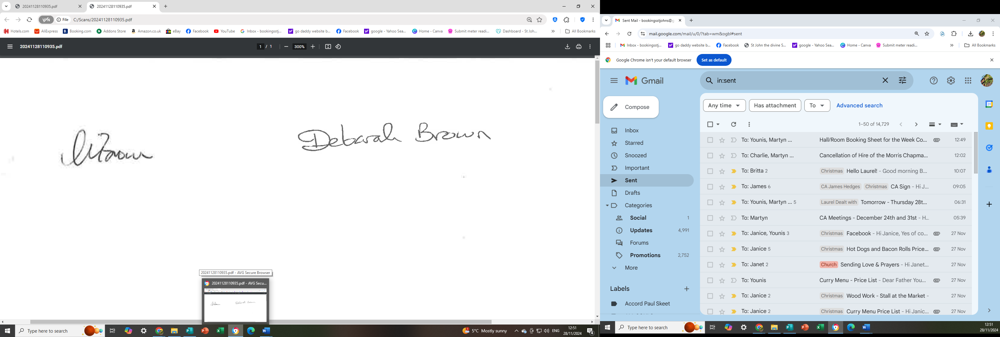 20241128110935.pdf
20241128110935.pdf
VPN
File
C:/Scans/20241128110935.pdf
Hotels.com
AliExpress
Booking.com
Addons Store
Amazon.co.uk
eBay
Facebook
YouTube
Inbox - bookingsstj...
go daddy website b...
Facebook
google - Yahoo Sea...
Home - Canva
Submit meter readi...
Dashboard - St Joh...
»
All Bookmarks
20241128110935.pdf
1 / 1
300%
Deborah Brown
20241128110935.pdf - AVG Secure Browser
20241128110935.pdf - AVG Secu...
Deborah Brown
Type here to search
5°C Mostly sunny
ENG
12:51
28/11/2024
4
Sent Mail - bookingsstjohns@g
mail.google.com/mail/u/0/?tab=wm&ogbl#sent
Inbox - bookingsstj...
go daddy website b...
Facebook
St John the divine S...
google - Yahoo Sea...
Home - Canva
Submit meter readi...
»
All Bookmarks
Google Chrome isn't your default browser
Set as default
Gmail
in:sent
Compose
Inbox
Starred
Snoozed
Important
Sent
Drafts
Categories
Social 1
Updates 4,991
Forums
Promotions 2,752
More
Labels
Accord Paul Skeet
Any time
Has attachment
To
Advanced search
1–50 of 14,729
To: Younis, Martyn ... Hall/Room Booking Sheet for the Week Co... 12:49
To: Charlie, Martyn ... Cancellation of Hire of the Morris Chapma... 12:02
To: Britta 2 Christmas Hello Laurel! - Good morning B... 10:07
To: James 6 CA James Hedges Christmas CA Sign - Hi J... 09:05
To: Younis, Martyn ... 5 Laurel Dealt with Tomorrow - Thursday 28t... 06:31
To: Martyn CA Meetings - December 24th and 31st - H... 05:39
To: Janice, Younis 3 Christmas Facebook - Hi Janice, Yes of co... 27 Nov
To: Janice 5 Christmas Hot Dogs and Bacon Rolls Price... 27 Nov
To: Janet 2 Church Sending Love & Prayers - Hi Janet... 27 Nov
To: Younis Curry Menu - Price List - Dear Father You... 27 Nov
To: Janice 2 Christmas Wood Work - Stall at the Market - 27 Nov
To: Janice 2 Christmas Curry Menu Price List - Hi Janic... 27 Nov
31
Type here to search
12:51
28/11/2024